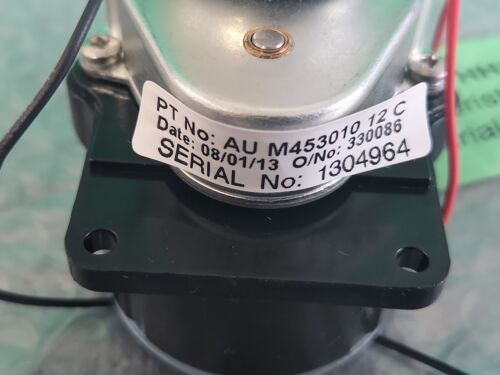 PT No: AU M453010 12 C
Date: 08/01/13 O/No: 330086
SERIAL No: 1304964